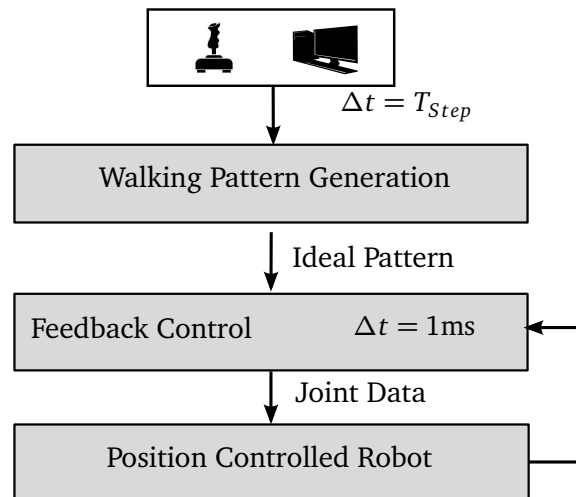 Δt = T_Step
Walking Pattern Generation
Ideal Pattern
Feedback Control Δt = 1ms
Joint Data
Position Controlled Robot